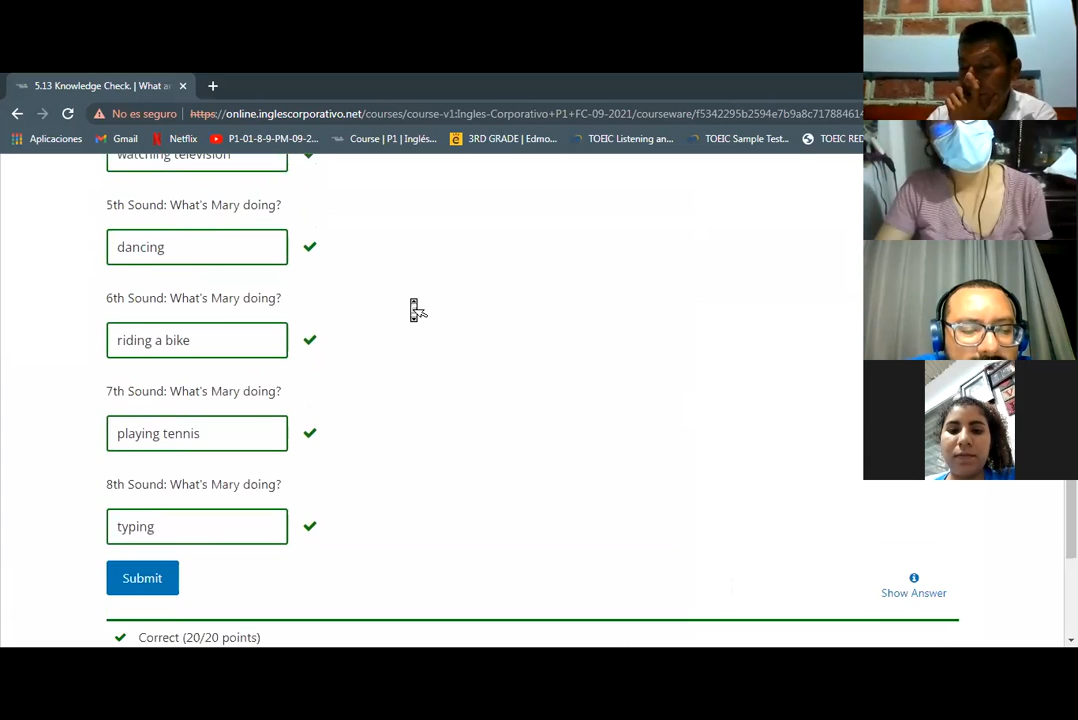 5.13 Knowledge Check. | What a
No es seguro
https://online.inglescorporativo.net/courses/course-v1:Ingles-Corporativo+P1+FC-09-2021/courseware/f5342295b2594e7b9a8c71788461
Aplicaciones
Gmail
Netflix
P1-01-8-9-PM-09-2...
Course | P1 | Inglés...
3RD GRADE | Edmo...
TOEIC Listening an...
TOEIC Sample Test...
TOEIC RED
watching television
5th Sound: What's Mary doing?
dancing
6th Sound: What's Mary doing?
riding a bike
7th Sound: What's Mary doing?
playing tennis
8th Sound: What's Mary doing?
typing
Submit
Show Answer
Correct (20/20 points)